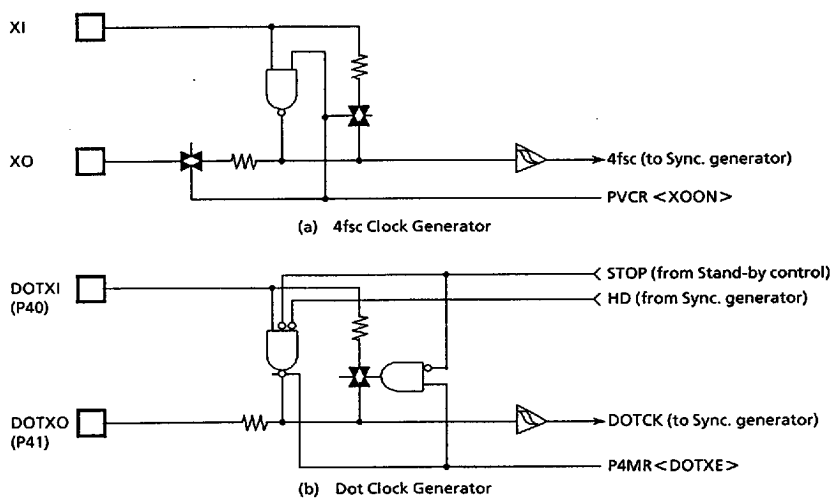 XI
XO
4fsc (to Sync. generator)
PVCR <XOON>
(a) 4fsc Clock Generator
STOP (from Stand-by control)
DOTXI
(P40)
HD (from Sync. generator)
DOTXO
(P41)
DOTCK (to Sync. generator)
P4MR<DOTXE>
(b) Dot Clock Generator